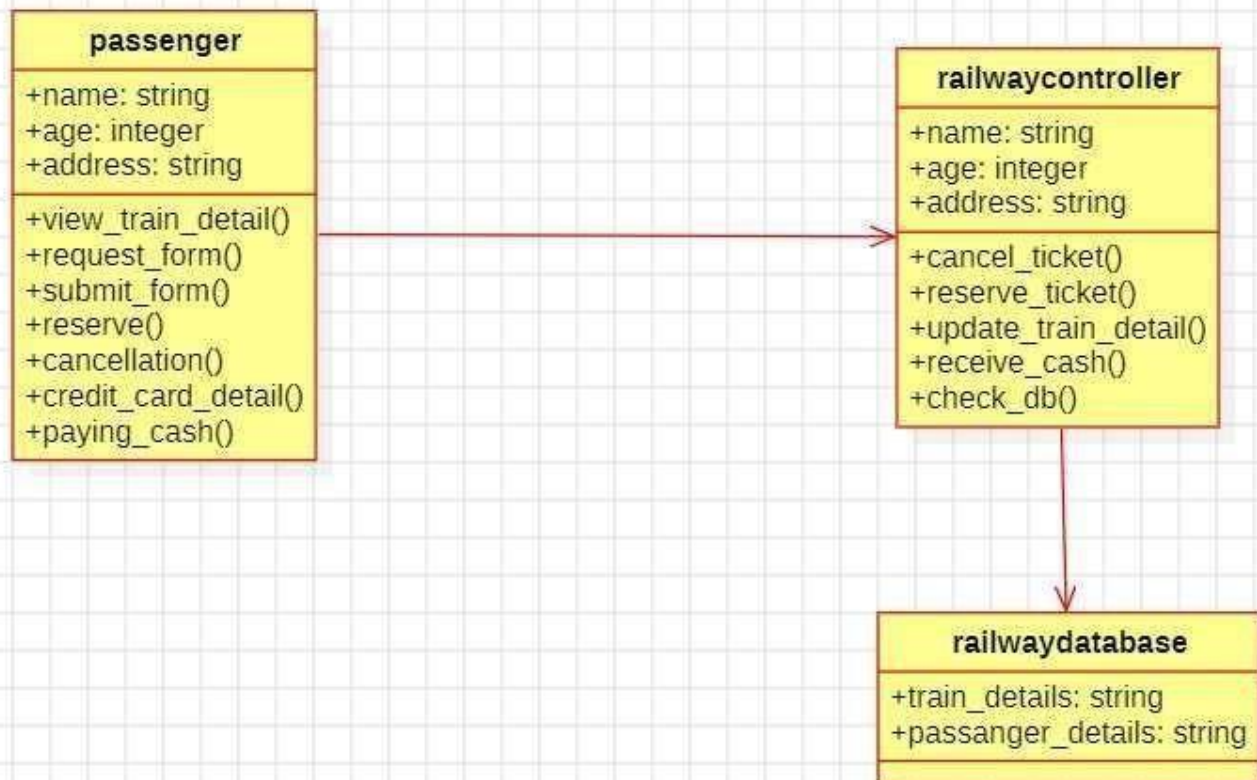 passenger
+name: string
+age: integer
+address: string
+view_train_detail()
+request_form()
+submit_form()
+reserve()
+cancellation()
+credit_card_detail()
+paying_cash()
railwaycontroller
+name: string
+age: integer
+address: string
+cancel_ticket()
+reserve_ticket()
+update_train_detail()
+receive_cash()
+check_db()
railwaydatabase
+train_details: string
+passanger_details: string